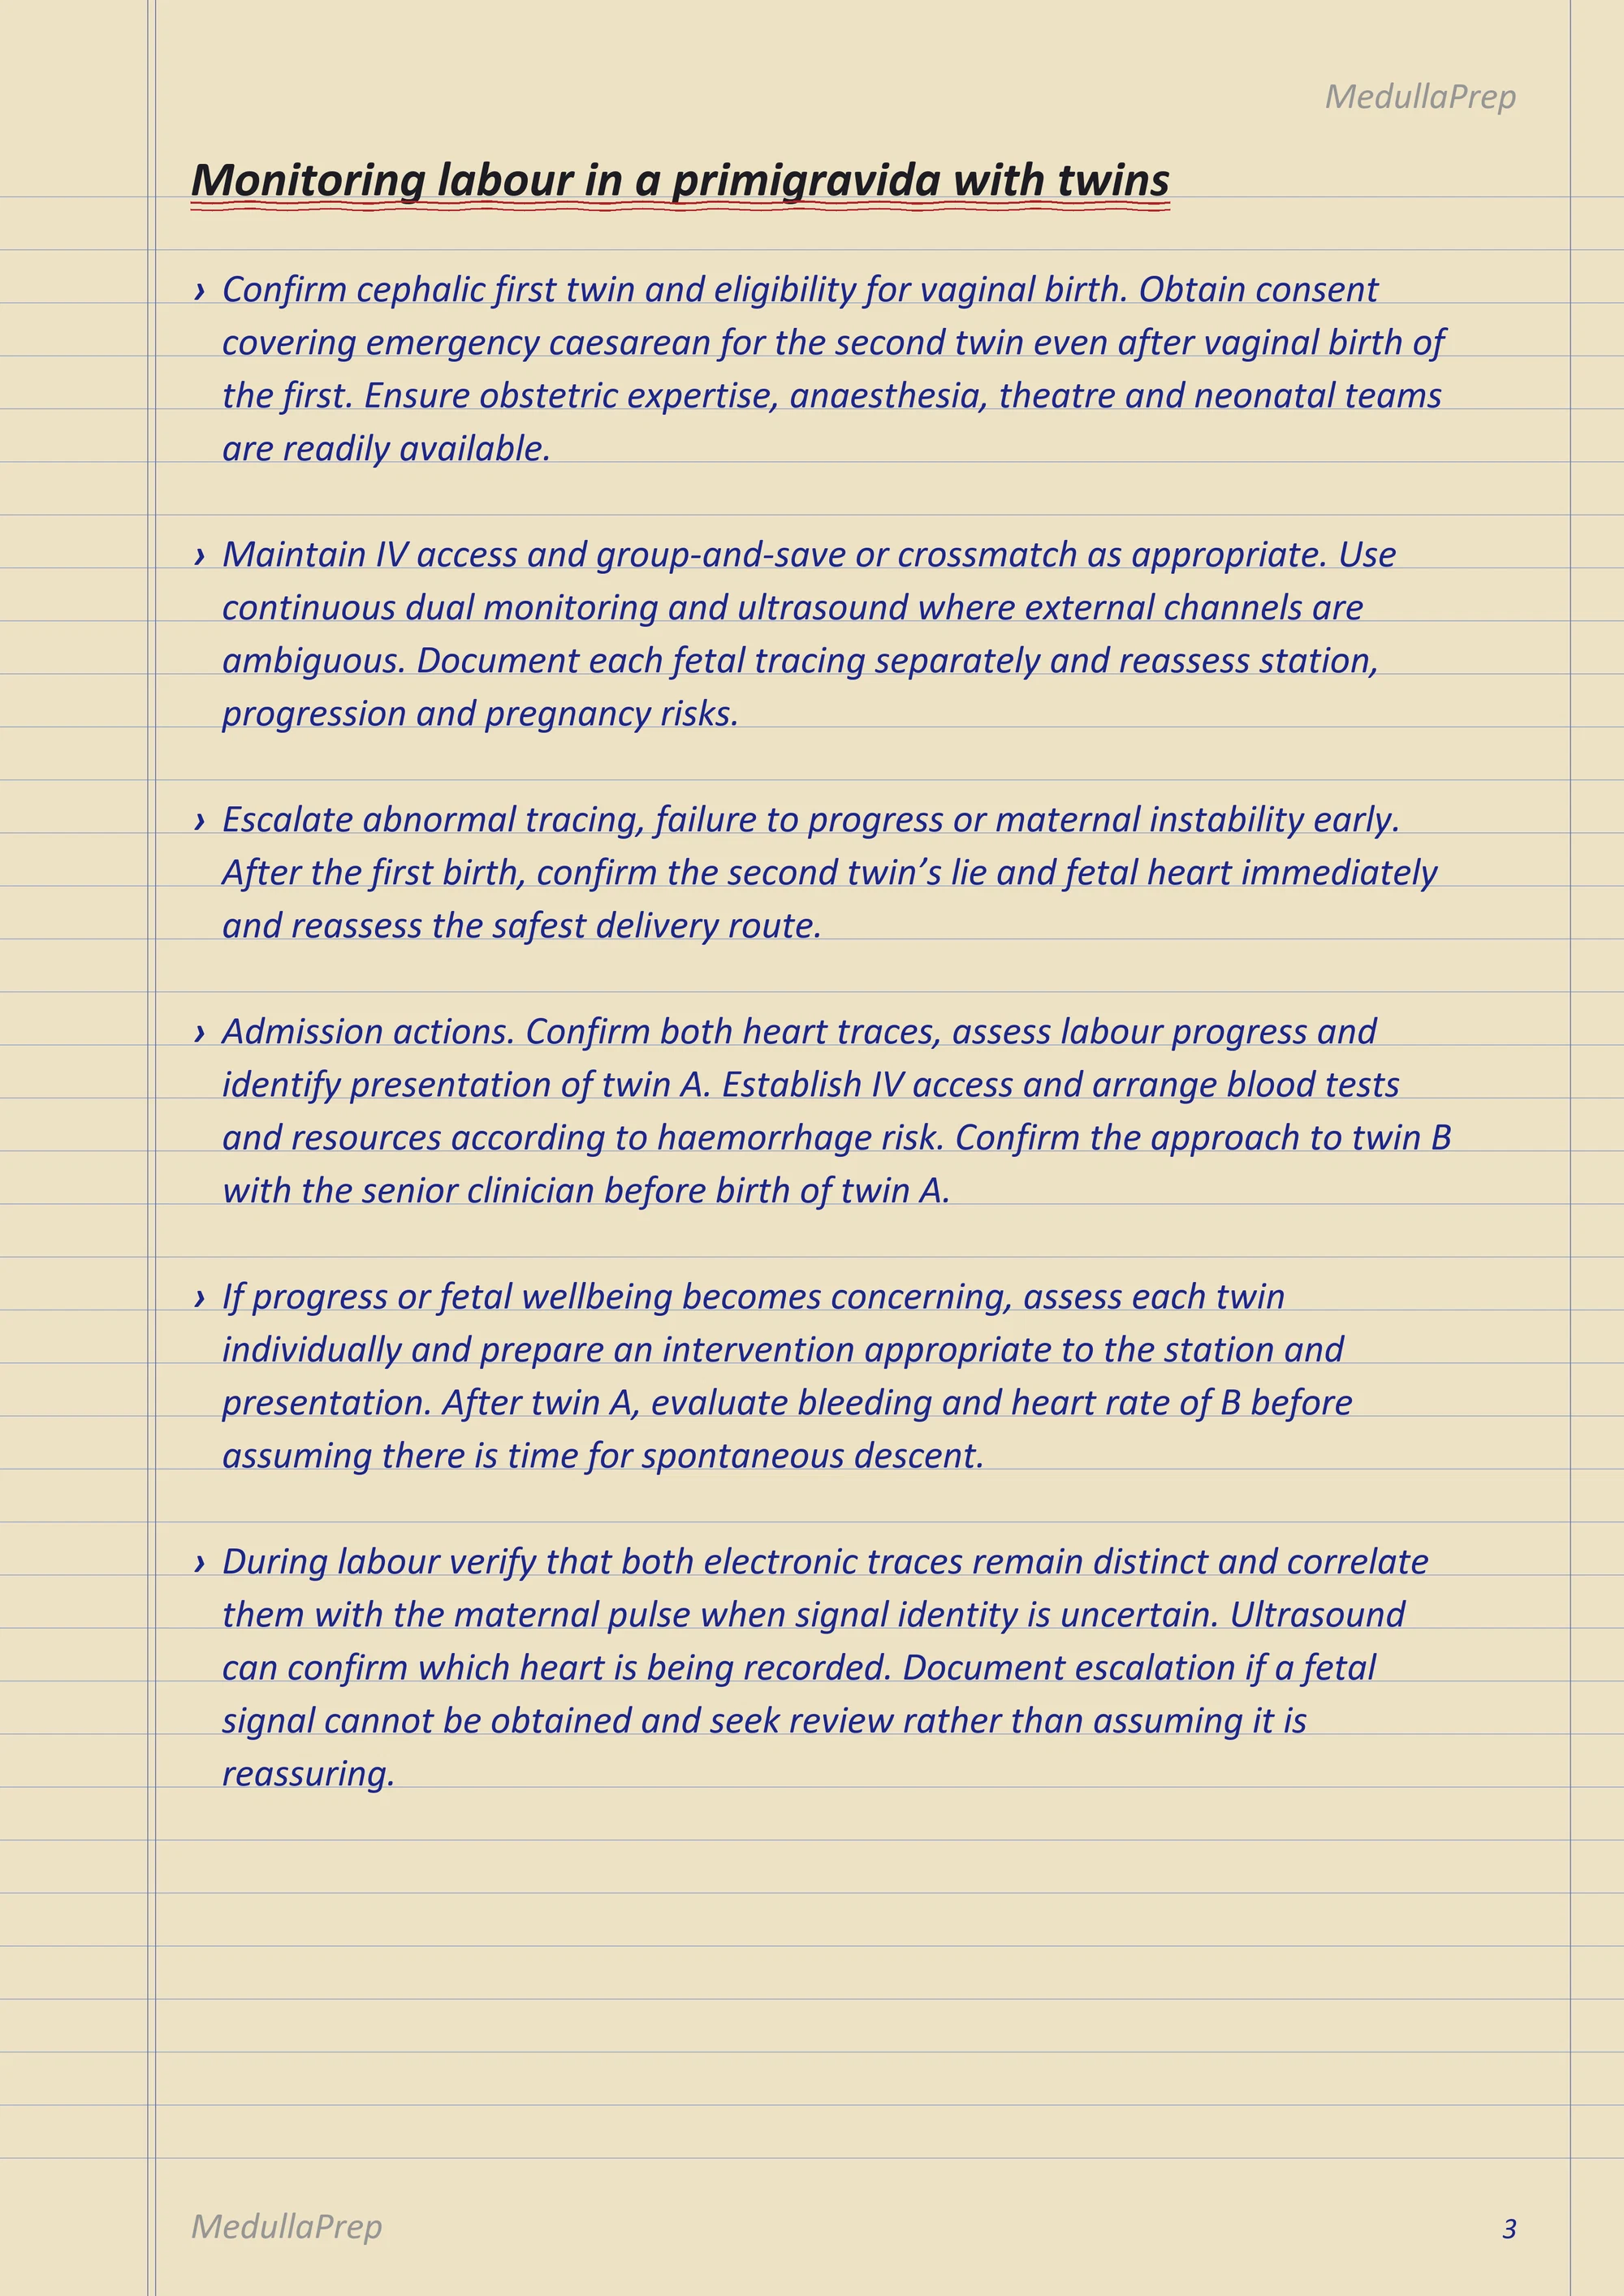 MedullaPrep
Monitoring labour in a primigravida with twins
› Confirm cephalic first twin and eligibility for vaginal birth. Obtain consent
covering emergency caesarean for the second twin even after vaginal birth of
the first. Ensure obstetric expertise, anaesthesia, theatre and neonatal teams
are readily available.
› Maintain IV access and group-and-save or crossmatch as appropriate. Use
continuous dual monitoring and ultrasound where external channels are
ambiguous. Document each fetal tracing separately and reassess station,
progression and pregnancy risks.
› Escalate abnormal tracing, failure to progress or maternal instability early.
After the first birth, confirm the second twin’s lie and fetal heart immediately
and reassess the safest delivery route.
› Admission actions. Confirm both heart traces, assess labour progress and
identify presentation of twin A. Establish IV access and arrange blood tests
and resources according to haemorrhage risk. Confirm the approach to twin B
with the senior clinician before birth of twin A.
› If progress or fetal wellbeing becomes concerning, assess each twin
individually and prepare an intervention appropriate to the station and
presentation. After twin A, evaluate bleeding and heart rate of B before
assuming there is time for spontaneous descent.
› During labour verify that both electronic traces remain distinct and correlate
them with the maternal pulse when signal identity is uncertain. Ultrasound
can confirm which heart is being recorded. Document escalation if a fetal
signal cannot be obtained and seek review rather than assuming it is
reassuring.
MedullaPrep
3